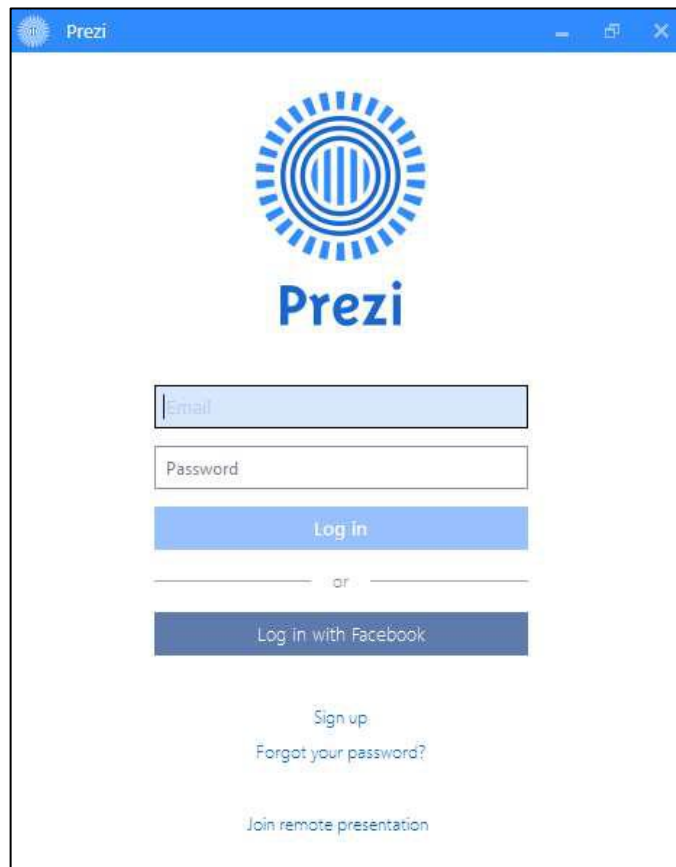 Prezi
Prezi
Email
Password
Log in
or
Log in with Facebook
Sign up
Forgot your password?
Join remote presentation